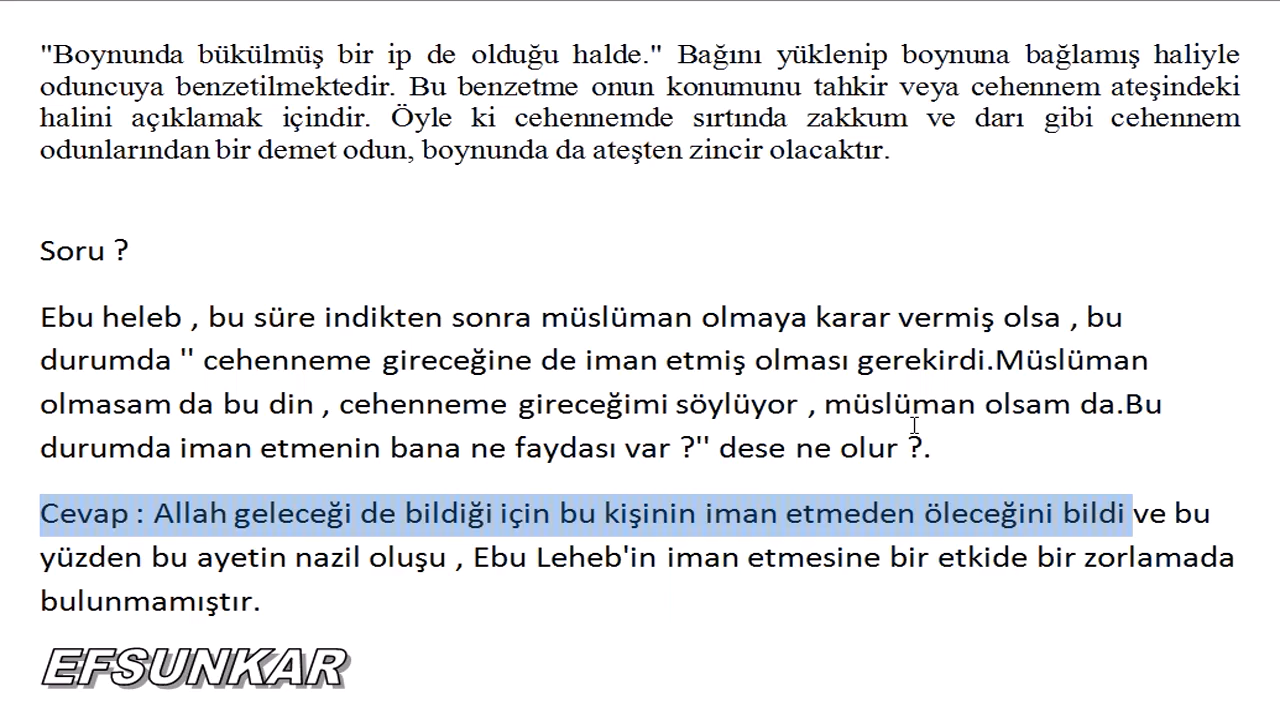 "Boynunda bükülmüş bir ip de olduğu halde." Bağını yüklenip boynuna bağlamış haliyle
oduncuya benzetilmektedir. Bu benzetme onun konumunu tahkir veya cehennem ateşindeki
halini açıklamak içindir. Öyle ki cehennemde sırtında zakkum ve darı gibi cehennem
odunlarından bir demet odun, boynunda da ateşten zincir olacaktır.
Soru ?
Ebu heleb , bu süre indikten sonra müslüman olmaya karar vermiş olsa , bu
durumda '' cehenneme gireceğine de iman etmiş olması gerekirdi.Müslüman
olmasam da bu din , cehenneme gireceğimi söylüyor , müslüman olsam da.Bu
durumda iman etmenin bana ne faydası var ?'' dese ne olur ?.
Cevap : Allah geleceği de bildiği için bu kişinin iman etmeden öleceğini bildi ve bu
yüzden bu ayetin nazil oluşu , Ebu Leheb'in iman etmesine bir etkide bir zorlamada
bulunmamıştır.
EFSUNKAR